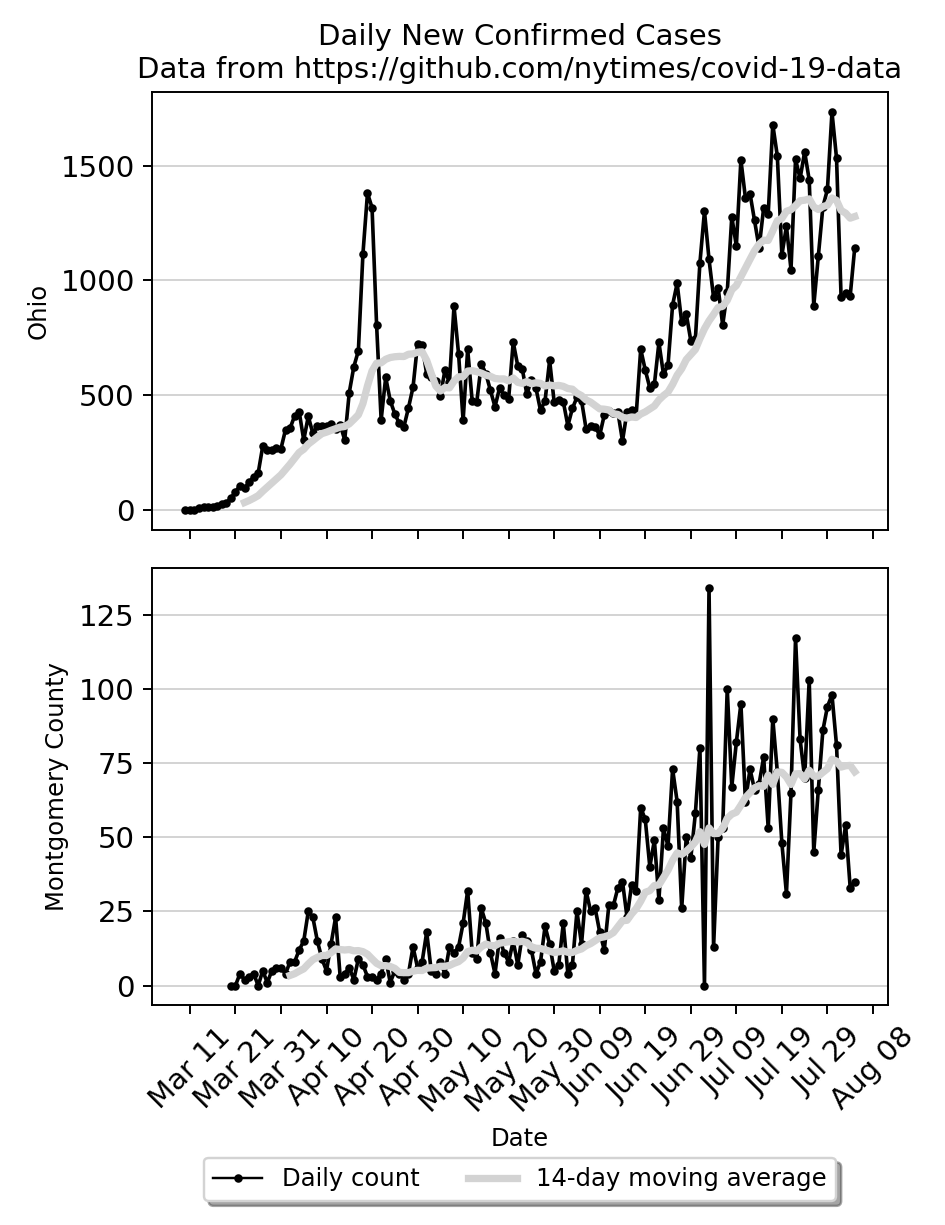 Daily New Confirmed Cases
Data from https://github.com/nytimes/covid-19-data
1500
1000
500
0
Ohio
125
100
75
50
25
0
Montgomery County
Mar 11
Mar 21
Mar 31
Apr 10
Apr 20
Apr 30
May 10
May 20
May 30
Jun 09
Jun 19
Jun 29
Jul 09
Jul 19
Jul 29
Aug 08
Date
Daily count
14-day moving average